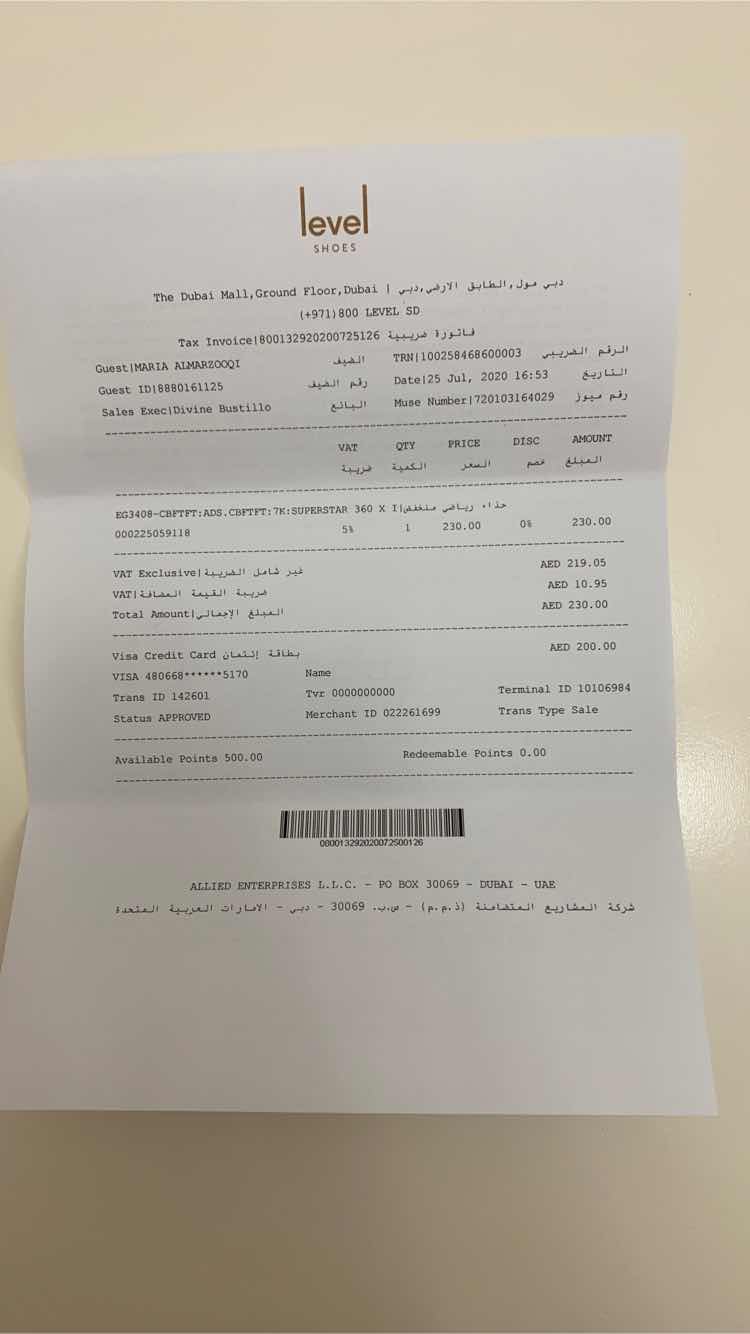 level
SHOES
The Dubai Mall,Ground Floor,Dubai | دبي مول,الطابق الارضي,دبي
(+971)800 LEVEL SD
Tax Invoice|800132920200725126 فاتورة ضريبية
Guest|MARIA ALMARZOOQI الضيف TRN|100258468600003 الرقم الضريبي
Guest ID|8880161125 رقم الضيف Date|25 Jul, 2020 16:53 التاريخ
Sales Exec|Divine Bustillo البائع Muse Number|720103164029 رقم ميوز
VAT QTY PRICE DISC AMOUNT
ضريبة الكمية السعر خصم المبلغ
EG3408-CBFTFT:ADS.CBFTFT:7K:SUPERSTAR 360 X I|حذاء رياضي منخفض
000225059118 5% 1 230.00 0% 230.00
VAT Exclusive|غير شامل الضريبة AED 219.05
VAT|ضريبة القيمة المضافة AED 10.95
Total Amount|المبلغ الإجمالي AED 230.00
Visa Credit Card بطاقة إئتمان AED 200.00
VISA 480668******5170 Name
Trans ID 142601 Tvr 0000000000 Terminal ID 10106984
Status APPROVED Merchant ID 022261699 Trans Type Sale
Available Points 500.00 Redeemable Points 0.00
080013292020072500126
ALLIED ENTERPRISES L.L.C. - PO BOX 30069 - DUBAI - UAE
شركة المشاريع المتضامنة (ذ.م.م) - ص.ب. 30069 - دبي - الامارات العربية المتحدة